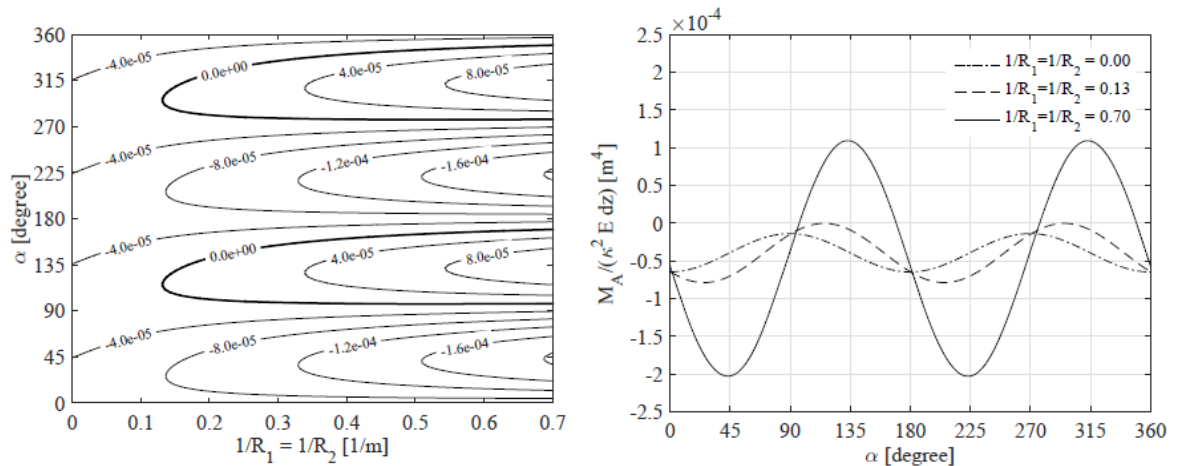 360
315
270
225
180
135
90
45
0
0
0.1
0.2
0.3
0.4
0.5
0.6
0.7
α [degree]
1/R1 = 1/R2 [1/m]
-4.0e-05
0.0e+00
4.0e-05
8.0e-05
-4.0e-05
-8.0e-05
-1.2e-04
-1.6e-04
-4.0e-05
0.0e+00
4.0e-05
8.0e-05
-4.0e-05
-8.0e-05
-1.2e-04
-1.6e-04
×10-4
2.5
2
1.5
1
0.5
0
-0.5
-1
-1.5
-2
-2.5
0
45
90
135
180
225
270
315
360
MA/(κ2 E dz) [m4]
α [degree]
1/R1=1/R2 = 0.00
1/R1=1/R2 = 0.13
1/R1=1/R2 = 0.70